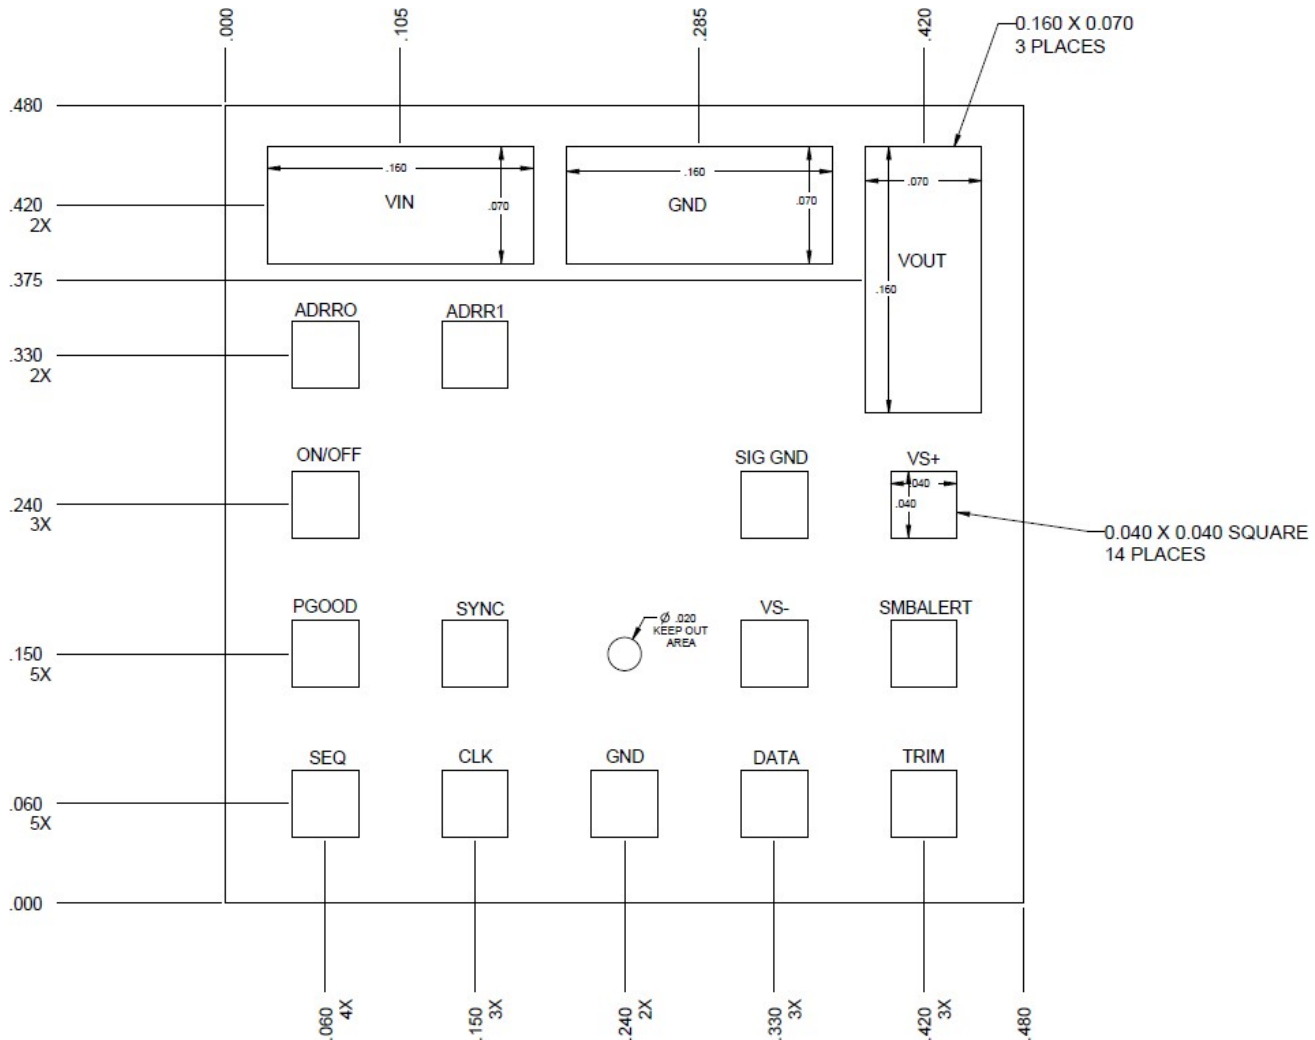 .000
.105
.285
.420
0.160 X 0.070
3 PLACES
.480
.160
.160
.070
VIN
.070
GND
.070
.420
2X
VOUT
.375
.160
ADRRO
ADRR1
.330
2X
ON/OFF
SIG GND
VS+
.040
.040
.240
3X
0.040 X 0.040 SQUARE
14 PLACES
PGOOD
SYNC
Ø .020
KEEP OUT
AREA
VS-
SMBALERT
.150
5X
SEQ
CLK
GND
DATA
TRIM
.060
5X
.000
.060 4X
.150 3X
.240 2X
.330 3X
.420 3X
.480